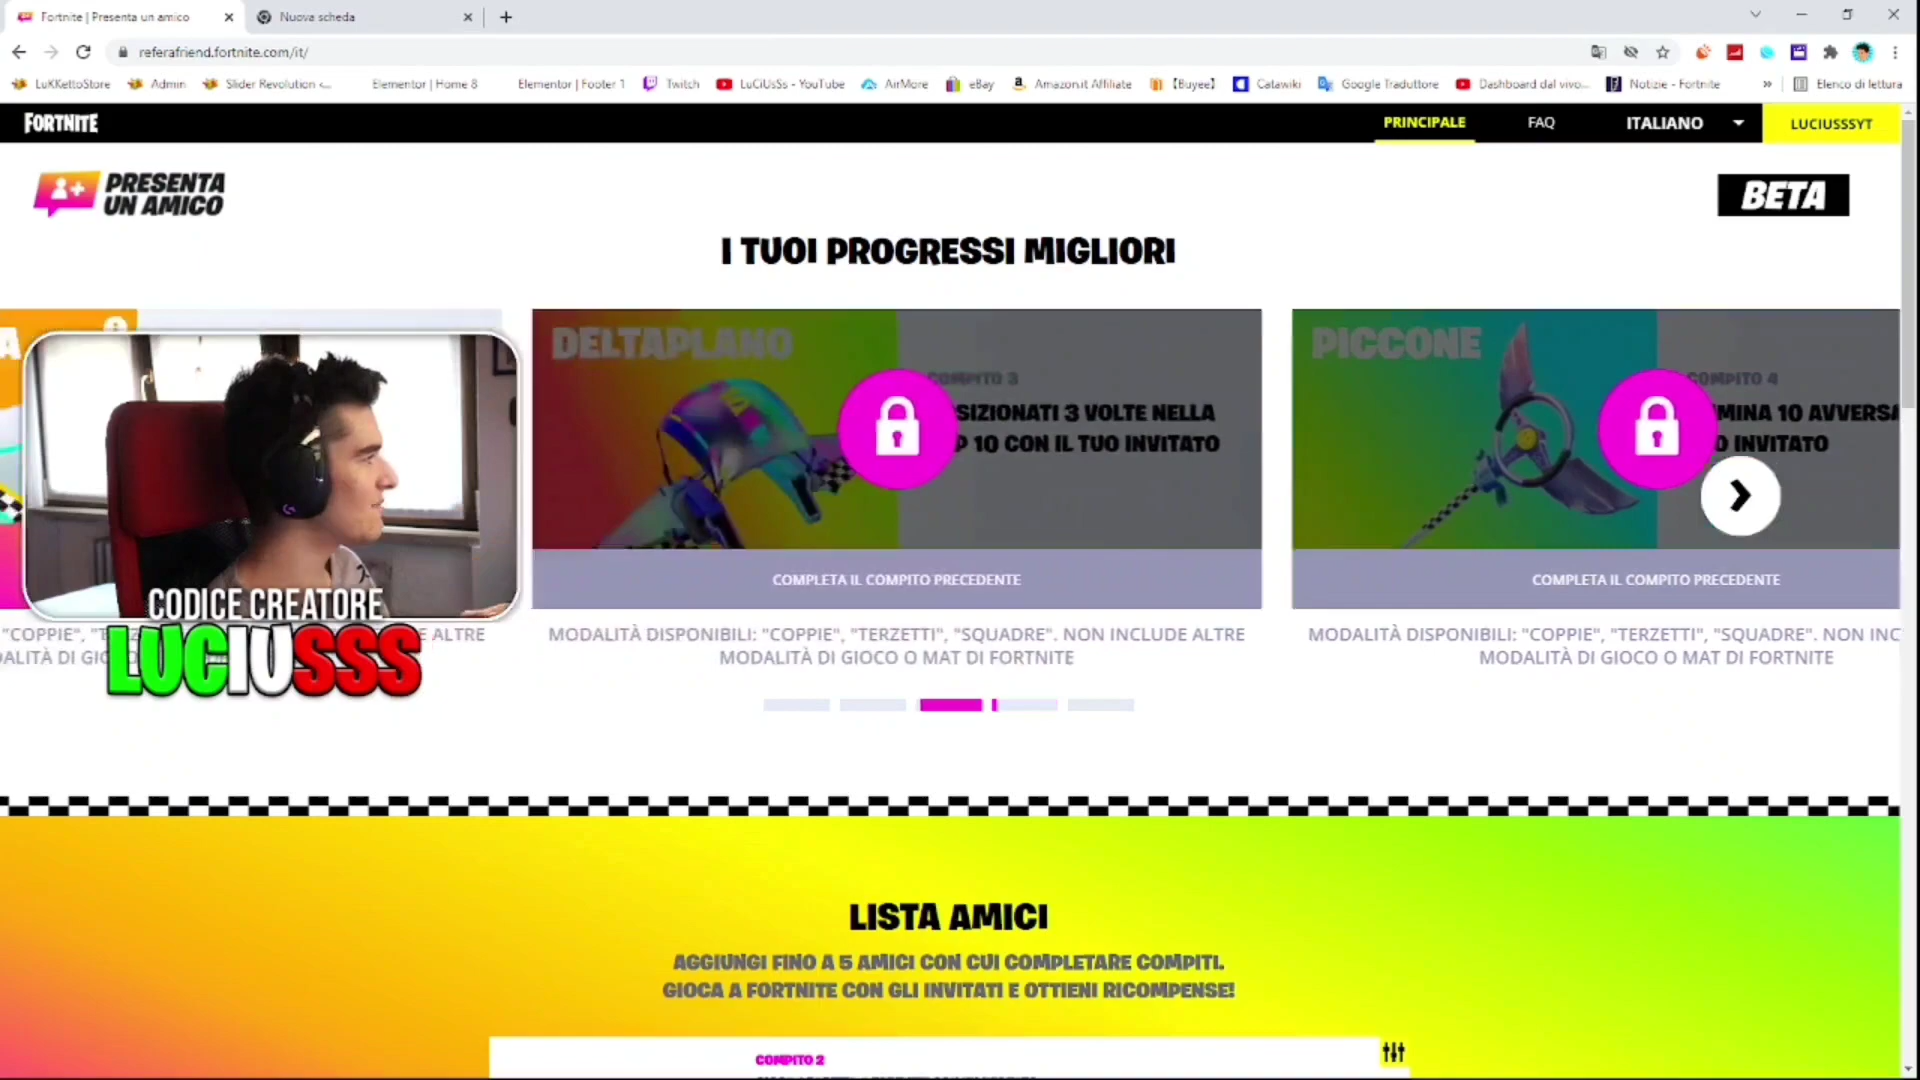 Fortnite | Presenta un amico
Nuova scheda
referafriend.fortnite.com/it/
LuKKettoStore
Admin
Slider Revolution <...
Elementor | Home 8
Elementor | Footer 1
Twitch
LuCiUsSs - YouTube
AirMore
eBay
Amazon.it Affiliate
【Buyee】
Catawiki
Google Traduttore
Dashboard dal vivo...
Notizie - Fortnite
»
Elenco di lettura
FORTNITE
PRINCIPALE
FAQ
ITALIANO
LUCIUSSSYT
PRESENTA
UN AMICO
BETA
I TUOI PROGRESSI MIGLIORI
A
DELTAPLANO
COMPITO 3
SIZIONATI 3 VOLTE NELLA
P 10 CON IL TUO INVITATO
COMPLETA IL COMPITO PRECEDENTE
MODALITÀ DISPONIBILI: "COPPIE", "TERZETTI", "SQUADRE". NON INCLUDE ALTRE
MODALITÀ DI GIOCO O MAT DI FORTNITE
PICCONE
COMPITO 4
MINA 10 AVVERSA
O INVITATO
COMPLETA IL COMPITO PRECEDENTE
MODALITÀ DISPONIBILI: "COPPIE", "TERZETTI", "SQUADRE". NON INC
MODALITÀ DI GIOCO O MAT DI FORTNITE
CODICE CREATORE
LUCIUSSS
"COPPIE", "T
E ALTRE
DALITÀ DI GIO
LISTA AMICI
AGGIUNGI FINO A 5 AMICI CON CUI COMPLETARE COMPITI.
GIOCA A FORTNITE CON GLI INVITATI E OTTIENI RICOMPENSE!
COMPITO 2